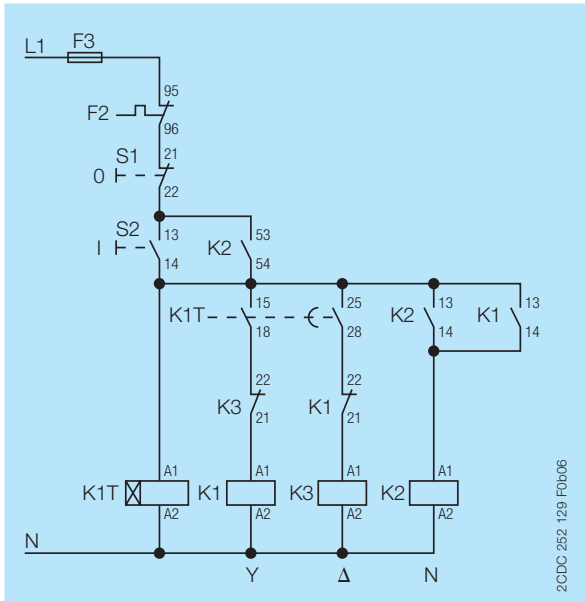 L1 F3
95
F2
96
S1 21
0
22
S2 13 53
I K2
14 54
15 25 13 13
K1T K2 K1
18 28 14 14
22 22
K3 K1
21 21
A1 A1 A1 A1
K1T K1 K3 K2
A2 A2 A2 A2
N
Y Δ N
2CDC 252 129 F0b06